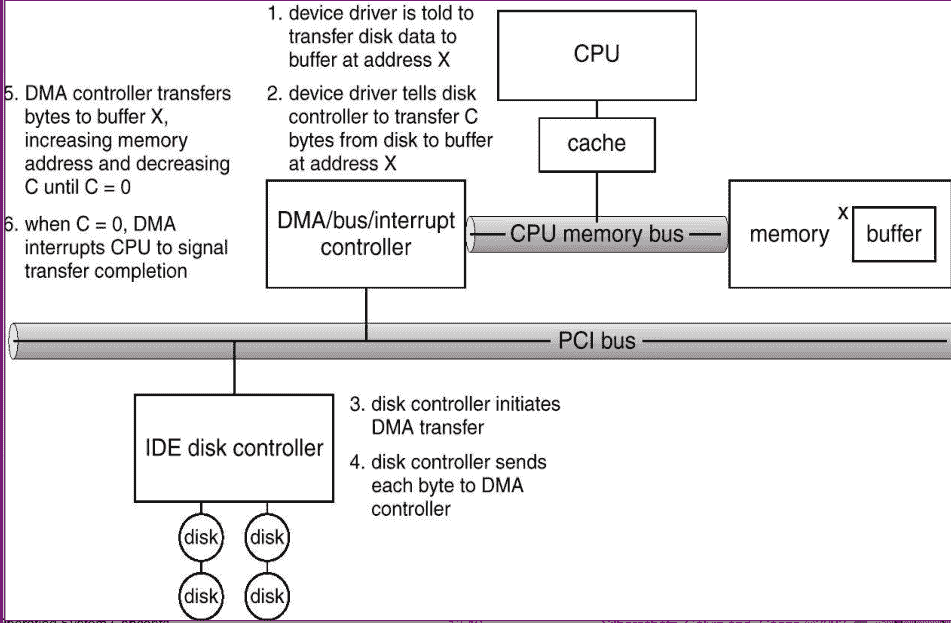 1. device driver is told to
transfer disk data to
buffer at address X
2. device driver tells disk
controller to transfer C
bytes from disk to buffer
at address X
5. DMA controller transfers
bytes to buffer X,
increasing memory
address and decreasing
C until C = 0
6. when C = 0, DMA
interrupts CPU to signal
transfer completion
CPU
cache
DMA/bus/interrupt
controller
CPU memory bus
memory
X
buffer
PCI bus
IDE disk controller
3. disk controller initiates
DMA transfer
4. disk controller sends
each byte to DMA
controller
disk
disk
disk
disk